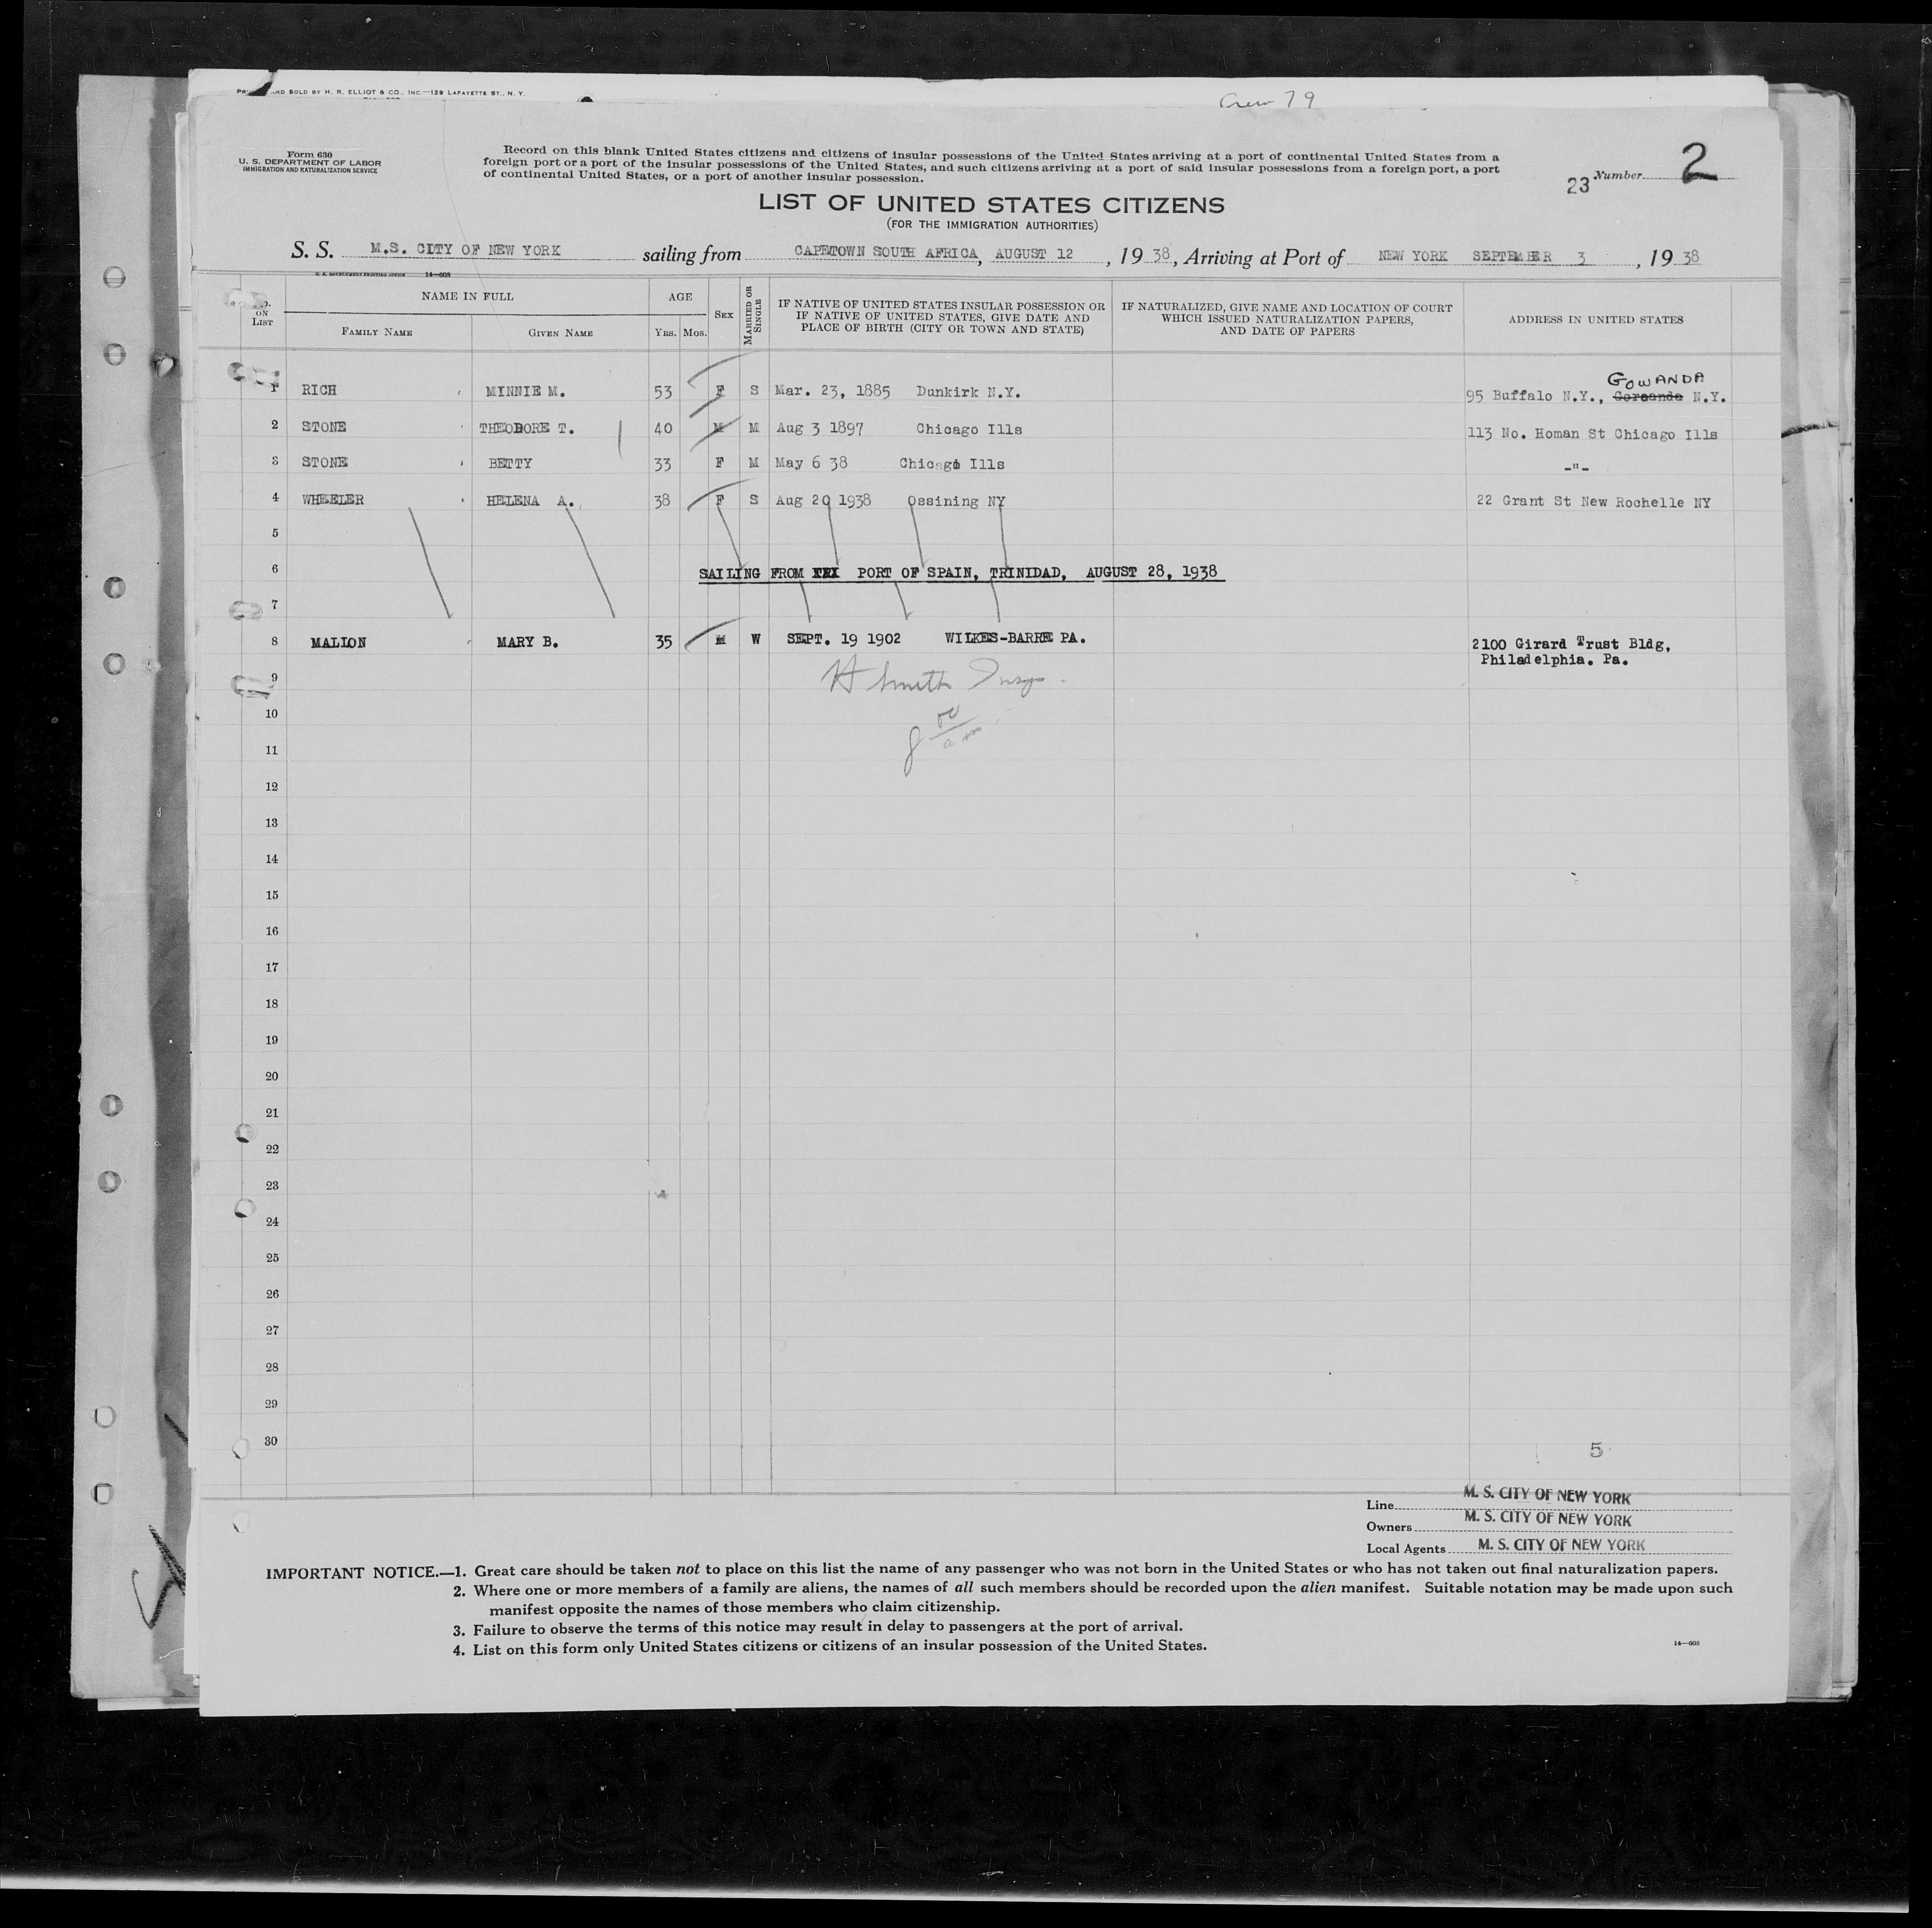 AND SOLD BY H. R. ELLIOT & CO., INC.—129 LAFAYETTE ST., N. Y.
Crew 79
Form 630
U. S. DEPARTMENT OF LABOR
IMMIGRATION AND NATURALIZATION SERVICE
Record on this blank United States citizens and citizens of insular possessions of the United States arriving at a port of continental United States from a
foreign port or a port of the insular possessions of the United States, and such citizens arriving at a port of said insular possessions from a foreign port, a port
of continental United States, or a port of another insular possession.
23 Number 2
LIST OF UNITED STATES CITIZENS
(FOR THE IMMIGRATION AUTHORITIES)
S. S. M.S. CITY OF NEW YORK sailing from CAPETOWN SOUTH AFRICA, AUGUST 12, 1938, Arriving at Port of NEW YORK SEPTEMBER 3, 1938
U. S. GOVERNMENT PRINTING OFFICE 14—608
ON LIST NAME IN FULL AGE SEX MARRIED OR SINGLE
FAMILY NAME GIVEN NAME YRS. MOS.
IF NATIVE OF UNITED STATES INSULAR POSSESSION OR
IF NATIVE OF UNITED STATES, GIVE DATE AND
PLACE OF BIRTH (CITY OR TOWN AND STATE)
IF NATURALIZED, GIVE NAME AND LOCATION OF COURT
WHICH ISSUED NATURALIZATION PAPERS,
AND DATE OF PAPERS
ADDRESS IN UNITED STATES
GOWANDA
1 RICH MINNIE M. 53 F S Mar. 23, 1885 Dunkirk N.Y. 95 Buffalo N.Y., N.Y.
2 STONE THEODORE T. 40 M M Aug 3 1897 Chicago Ills 113 No. Homan St Chicago Ills
3 STONE BETTY 33 F M May 6 38 Chicago Ills -"-
4 WHEELER HELENA A. 38 F S Aug 20 1938 Ossining NY 22 Grant St New Rochelle NY
5
6 SAILING FROM PORT OF SPAIN, TRINIDAD, AUGUST 28, 1938
7
8 MALION MARY B. 35 M W SEPT. 19 1902 WILKES-BARRE PA. 2100 Girard Trust Bldg,
Philadelphia. Pa.
9 H Smith Insp.
10
11
12
13
14
15
16
17
18
19
20
21
22
23
24
25
26
27
28
29
30
5
Line M. S. CITY OF NEW YORK
Owners M. S. CITY OF NEW YORK
Local Agents M. S. CITY OF NEW YORK
IMPORTANT NOTICE.—1. Great care should be taken not to place on this list the name of any passenger who was not born in the United States or who has not taken out final naturalization papers.
2. Where one or more members of a family are aliens, the names of all such members should be recorded upon the alien manifest. Suitable notation may be made upon such
manifest opposite the names of those members who claim citizenship.
3. Failure to observe the terms of this notice may result in delay to passengers at the port of arrival.
4. List on this form only United States citizens or citizens of an insular possession of the United States.
14—608